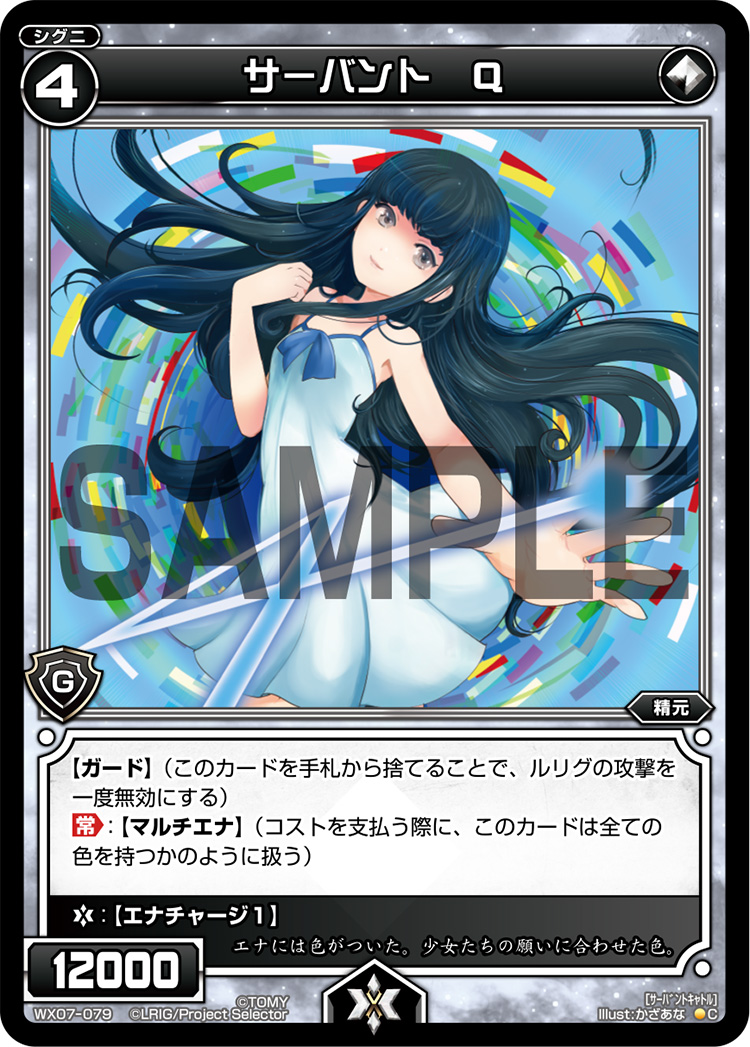 シグニ
4
サーバント Q
SAMPLE
G
精元
【ガード】（このカードを手札から捨てることで、ルリグの攻撃を
一度無効にする）
常：【マルチエナ】（コストを支払う際に、このカードは全ての
色を持つかのように扱う）
：【エナチャージ１】
エナには色がついた。少女たちの願いに合わせた色。
12000
[サーバントキャトル]
©TOMY
WX07-079 ©LRIG/Project Selector
Illust:かざあな C